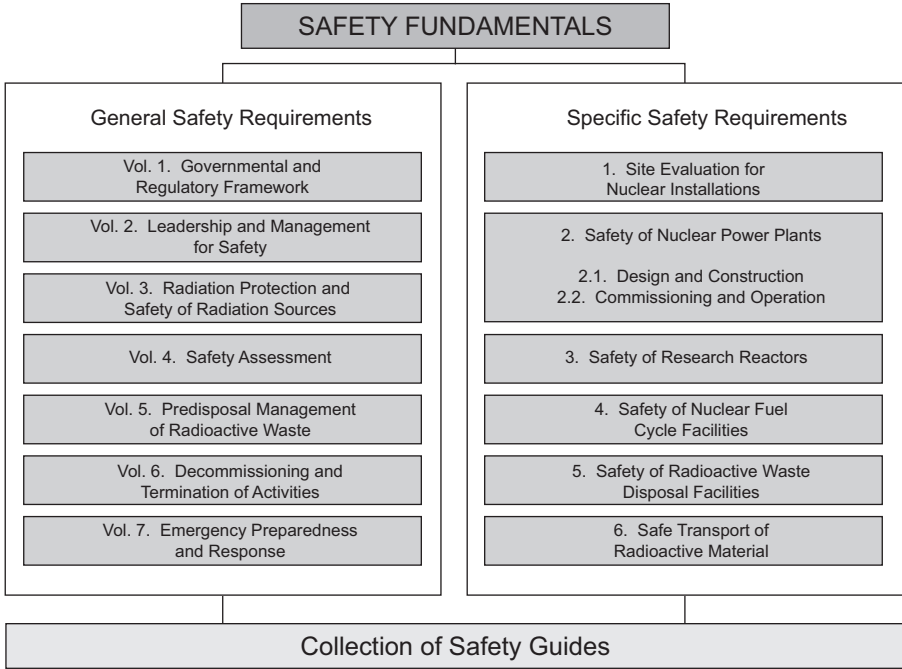 SAFETY FUNDAMENTALS
General Safety Requirements
Vol. 1. Governmental and
Regulatory Framework
Vol. 2. Leadership and Management
for Safety
Vol. 3. Radiation Protection and
Safety of Radiation Sources
Vol. 4. Safety Assessment
Vol. 5. Predisposal Management
of Radioactive Waste
Vol. 6. Decommissioning and
Termination of Activities
Vol. 7. Emergency Preparedness
and Response
Specific Safety Requirements
1. Site Evaluation for
Nuclear Installations
2. Safety of Nuclear Power Plants
2.1. Design and Construction
2.2. Commissioning and Operation
3. Safety of Research Reactors
4. Safety of Nuclear Fuel
Cycle Facilities
5. Safety of Radioactive Waste
Disposal Facilities
6. Safe Transport of
Radioactive Material
Collection of Safety Guides